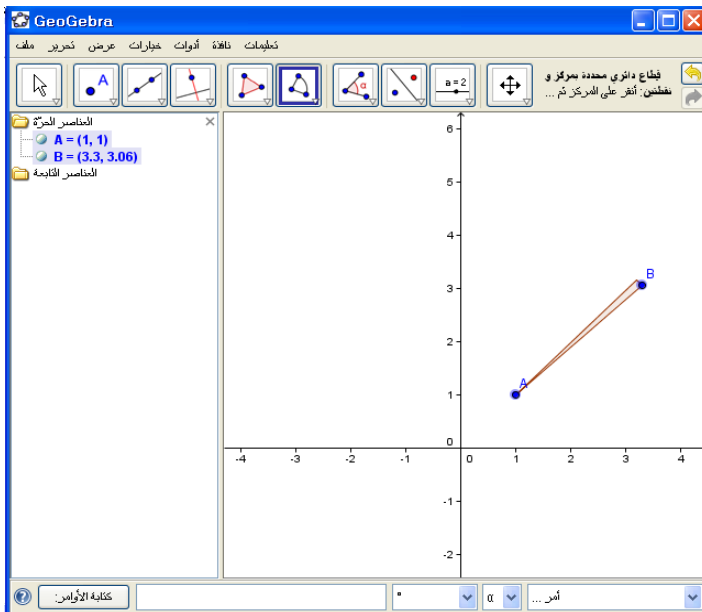 GeoGebra
ملف تحرير عرض خيارات أدوات نافذة تعليمات
A
α
a = 2
قِطاع دائري محددة بمركز و
نقطتين: أنقر على المركز ثم ...
العناصر الحرّة
A = (1, 1)
B = (3.3, 3.06)
العناصر التابعة
6
5
4
3
2
1
0
-1
-2
-4 -3 -2 -1 0 1 2 3 4
A
B
كتابة الأوامر:
°
α
أمر ...